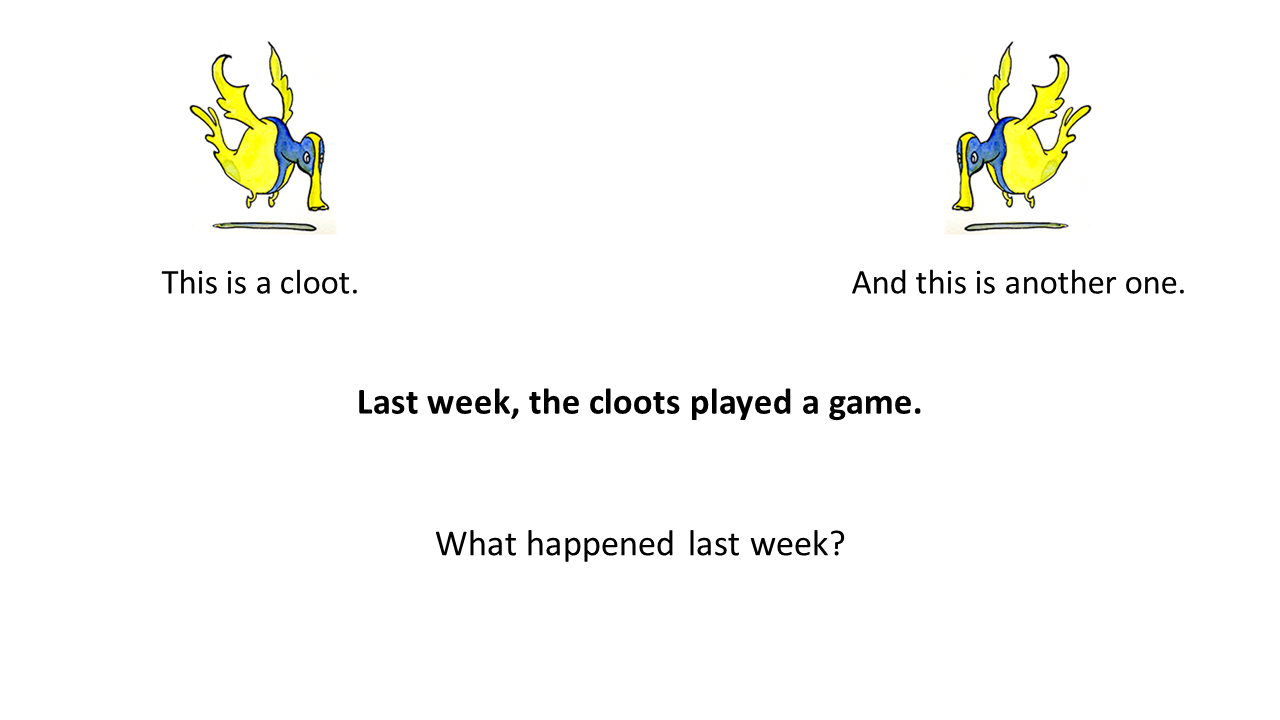 This is a cloot.
And this is another one.
Last week, the cloots played a game.
What happened last week?